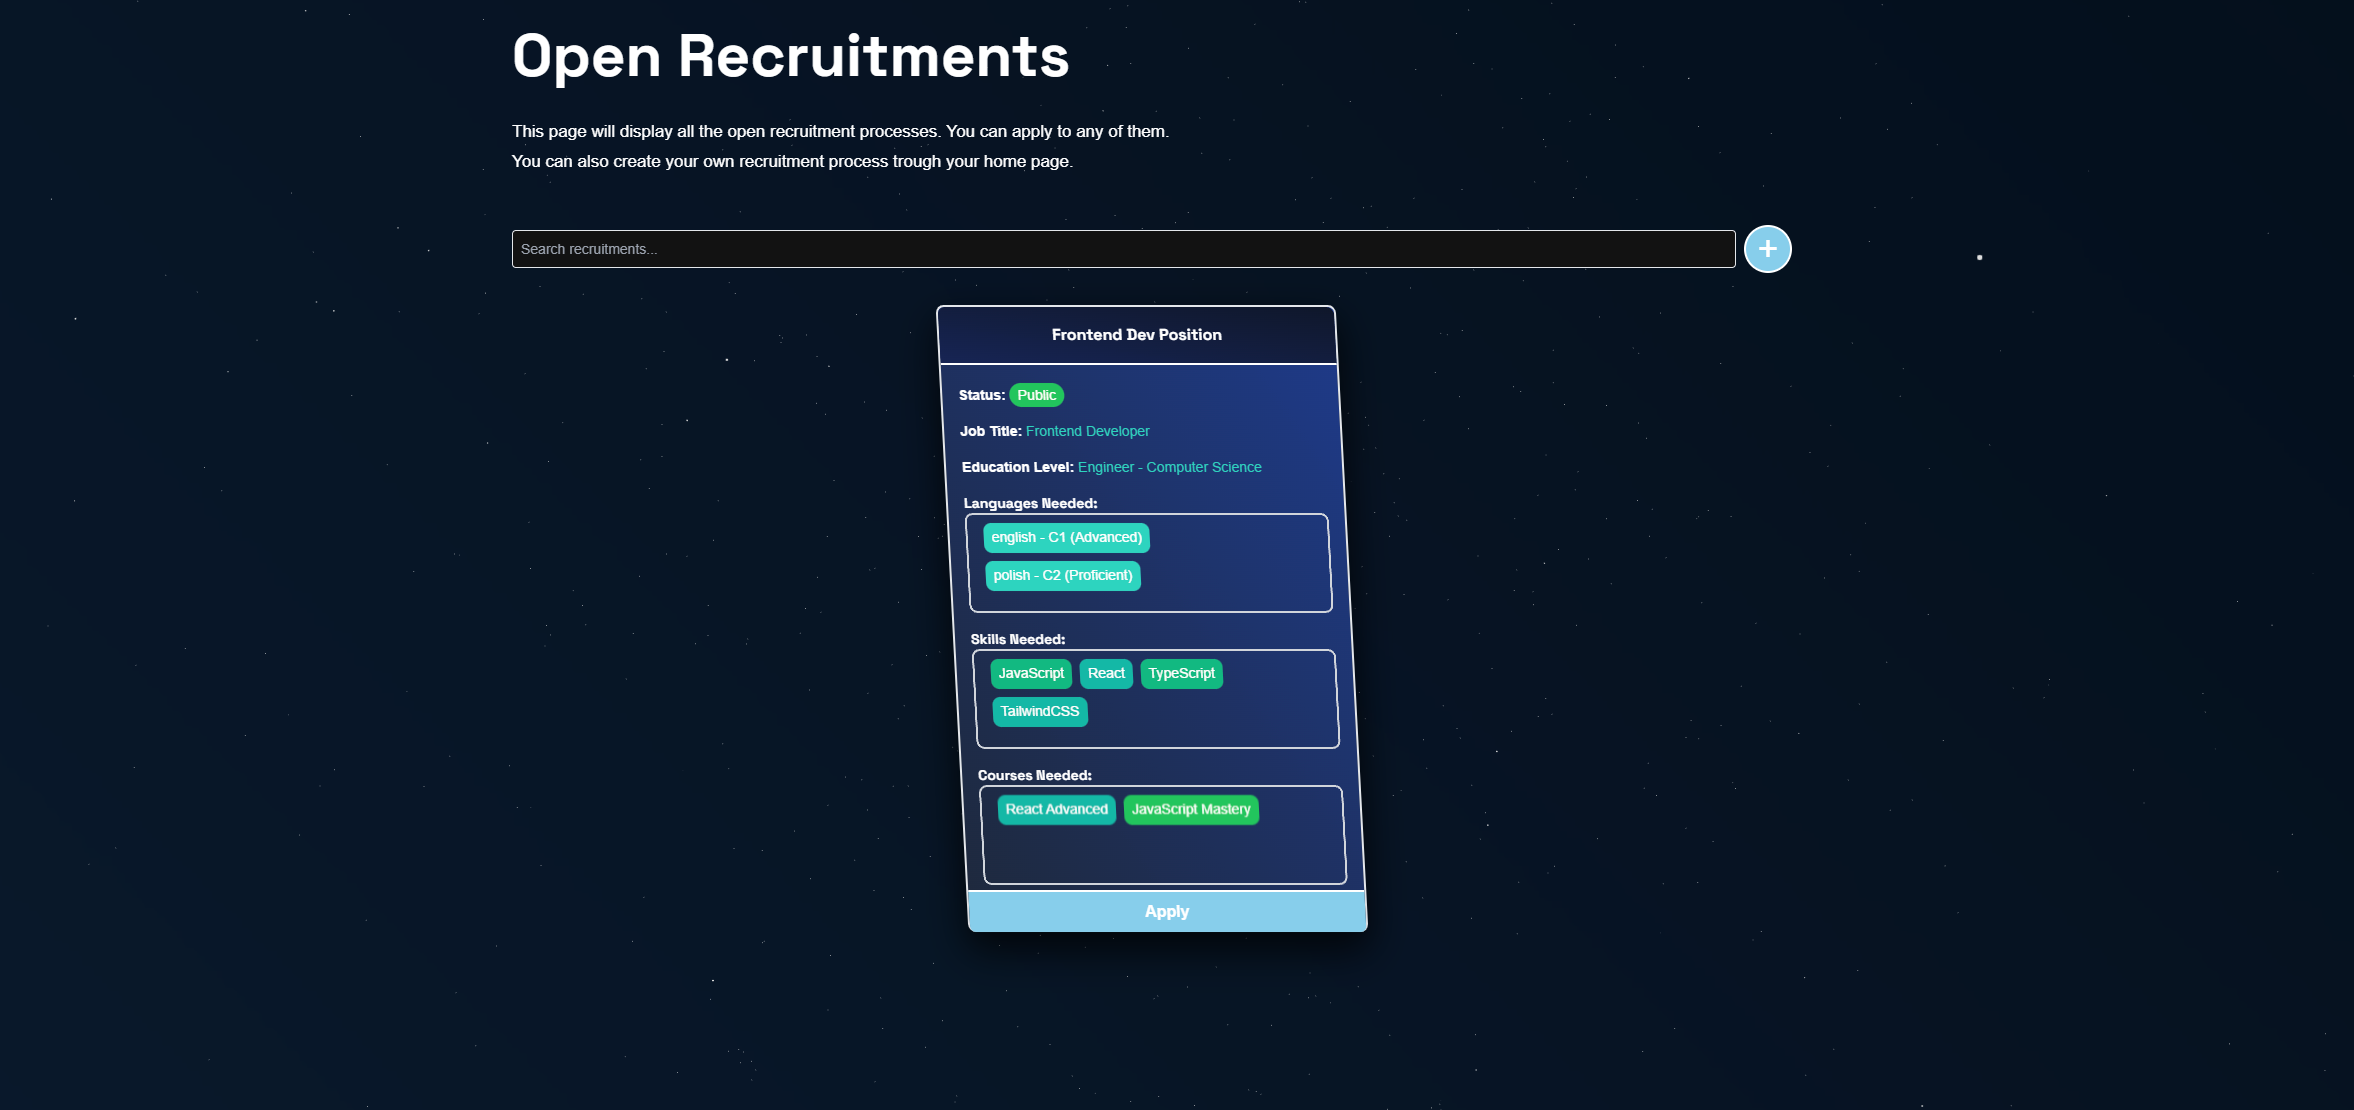 Open Recruitments
This page will display all the open recruitment processes. You can apply to any of them.
You can also create your own recruitment process trough your home page.
Search recruitments...
+
Frontend Dev Position
Status: Public
Job Title: Frontend Developer
Education Level: Engineer - Computer Science
Languages Needed:
english - C1 (Advanced)
polish - C2 (Proficient)
Skills Needed:
JavaScript React TypeScript
TailwindCSS
Courses Needed:
React Advanced JavaScript Mastery
Apply